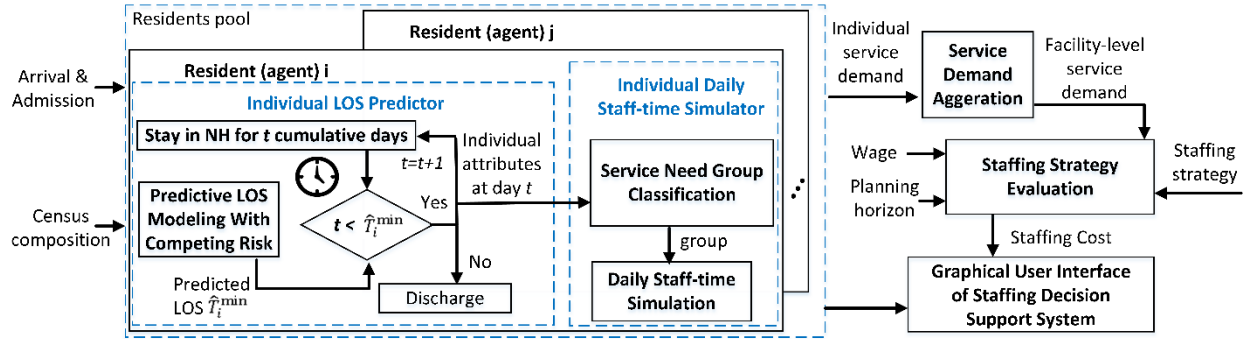 Residents pool
Resident (agent) j
Resident (agent) i
Arrival &
Admission
Census
composition
Individual LOS Predictor
Stay in NH for t cumulative days
t=t+1
Individual
attributes
at day t
Predictive LOS
Modeling With
Competing Risk
t < T̂ᵢᵐⁱⁿ
Yes
No
Predicted
LOS T̂ᵢᵐⁱⁿ
Discharge
Individual Daily
Staff-time Simulator
Service Need Group
Classification
group
Daily Staff-time
Simulation
Individual
service
demand
Service
Demand
Aggeration
Facility-level
service
demand
Wage
Planning
horizon
Staffing Strategy
Evaluation
Staffing
strategy
Staffing Cost
Graphical User Interface
of Staffing Decision
Support System